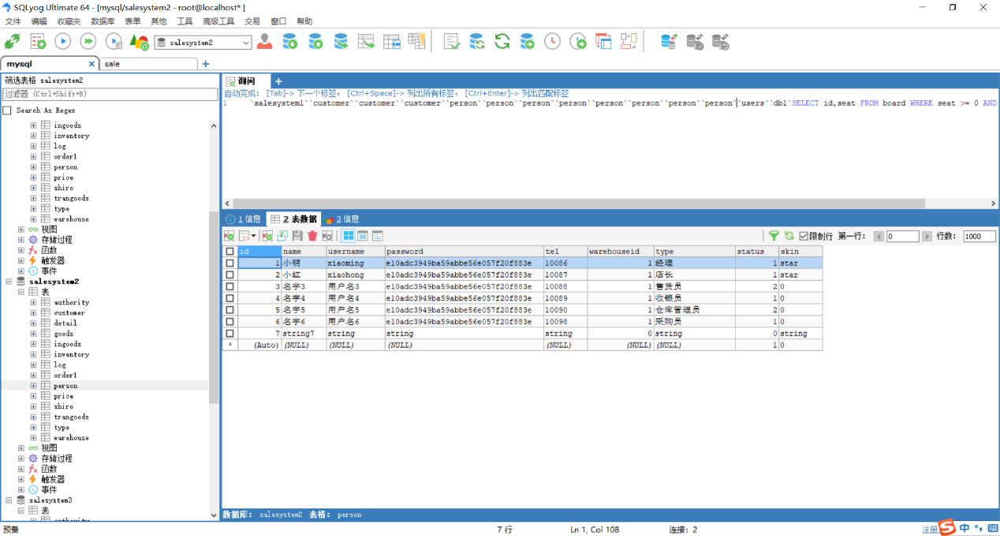 SQLyog Ultimate 64 - [mysql/salesystem2 - root@localhost* ]
文件 编辑 收藏夹 数据库 表单 其他 工具 高级工具 交易 窗口 帮助
salesystem2
mysql sale
筛选表格 salesystem2
过滤器 (Ctrl+Shift+B)
Search As Regex
ingoods
inventory
log
order1
person
price
shiro
trangoods
type
warehouse
视图
存储过程
函数
触发器
事件
salesystem2
表
authority
customer
detail
goods
ingoods
inventory
log
order1
person
price
shiro
trangoods
type
warehouse
视图
存储过程
函数
触发器
事件
salesystem3
表
authority
询问
自动完成: [Tab]-> 下一个标签, [Ctrl+Space]-> 列出所有标签, [Ctrl+Enter]-> 列出匹配标签
1 `salesystem1``customer``customer``customer``person``person``person``person``person``person``person``person``users``db1`SELECT id,seat FROM board WHERE seat >= 0 AND
1 信息 2 表数据 3 信息
限制行 第一行: 0 行数: 1000
id name username password tel warehouseid type status skin
1 小明 xiaoming e10adc3949ba59abbe56e057f20f883e 10086 1 经理 1 star
2 小红 xiaohong e10adc3949ba59abbe56e057f20f883e 10087 1 店长 1 star
3 名字3 用户名3 e10adc3949ba59abbe56e057f20f883e 10088 1 售货员 2 0
4 名字4 用户名4 e10adc3949ba59abbe56e057f20f883e 10089 1 收银员 1 0
5 名字5 用户名5 e10adc3949ba59abbe56e057f20f883e 10090 1 仓库管理员 2 0
6 名字6 用户名6 e10adc3949ba59abbe56e057f20f883e 10098 1 采购员 1 0
7 string7 string string string 0 string 0 string
* (Auto) (NULL) (NULL) (NULL) (NULL) (NULL) (NULL) 1 0
数据库: salesystem2 表格: person
预备 7 行 Ln 1, Col 108 连接: 2 注册 中